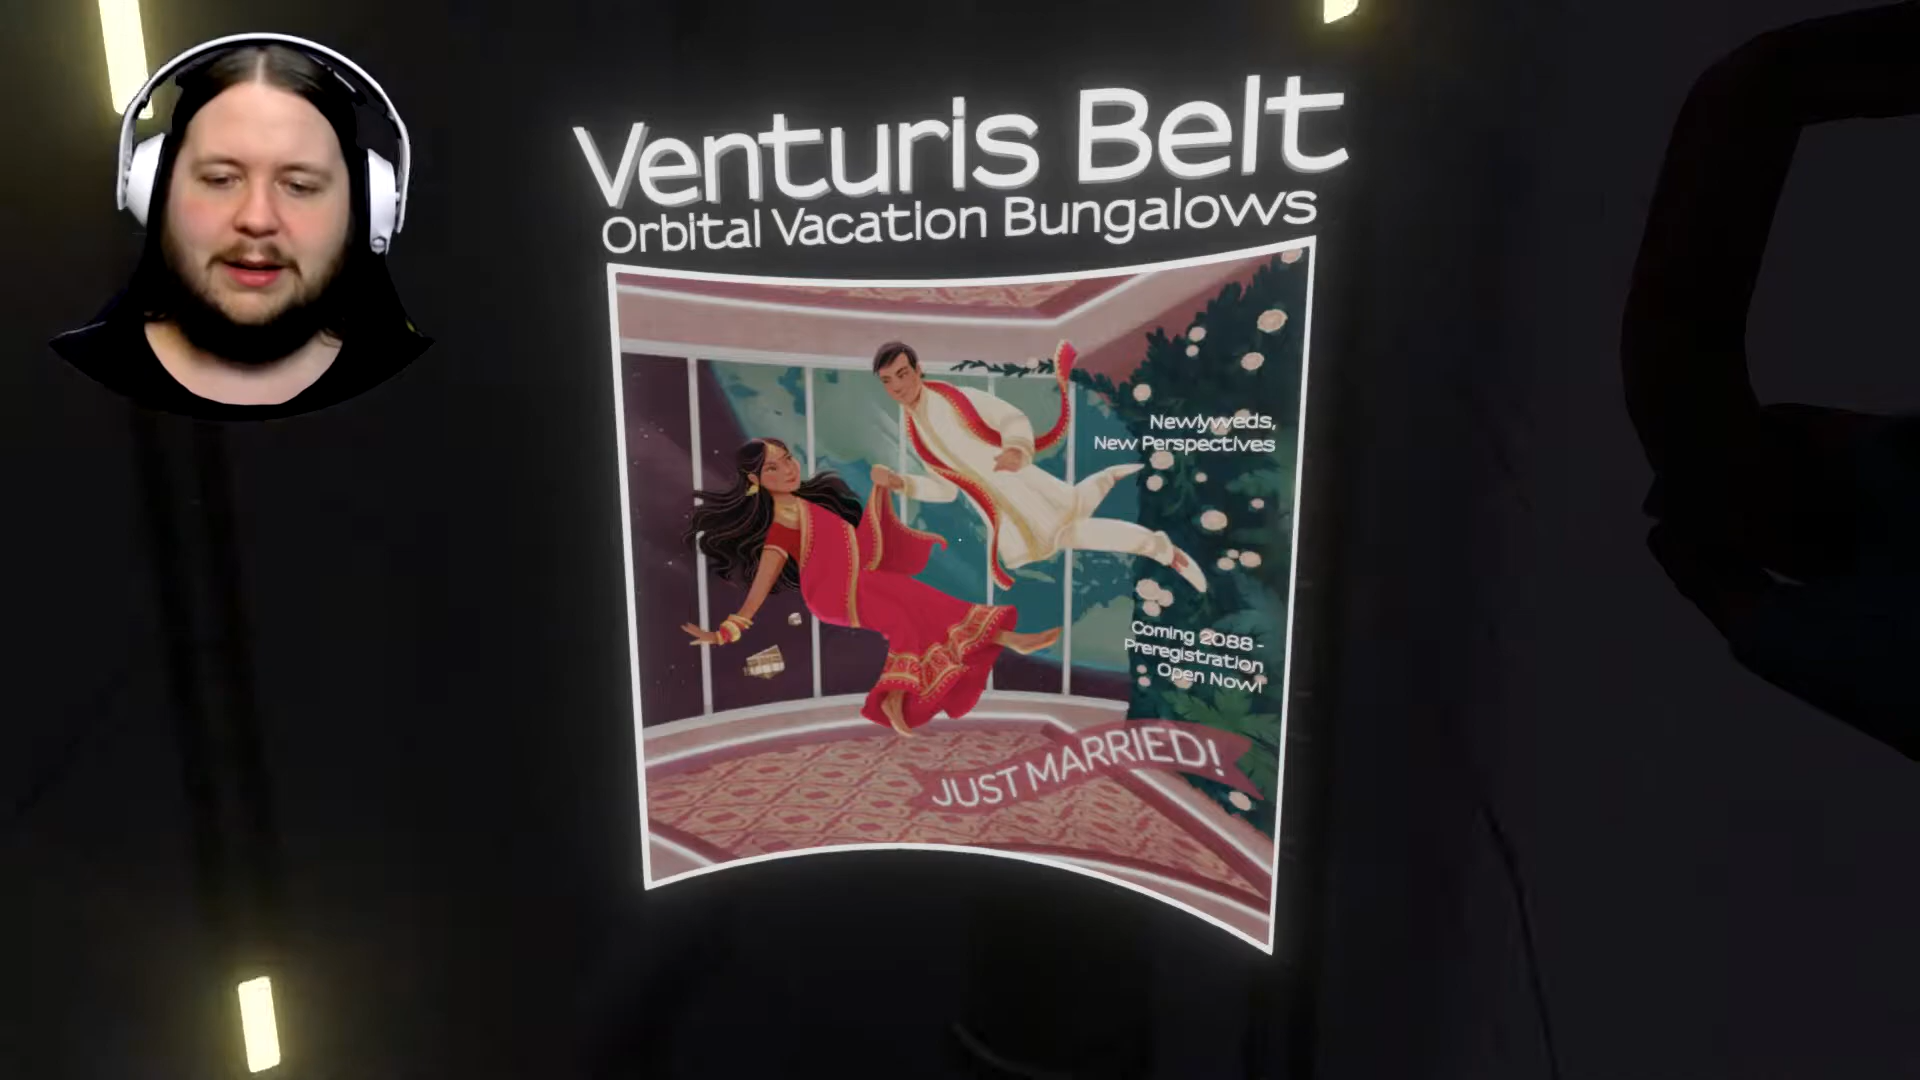 Venturis Belt
Orbital Vacation Bungalows
Newlyweds,
New Perspectives
Coming 2088-
Preregistration
Open Now!
JUST MARRIED!